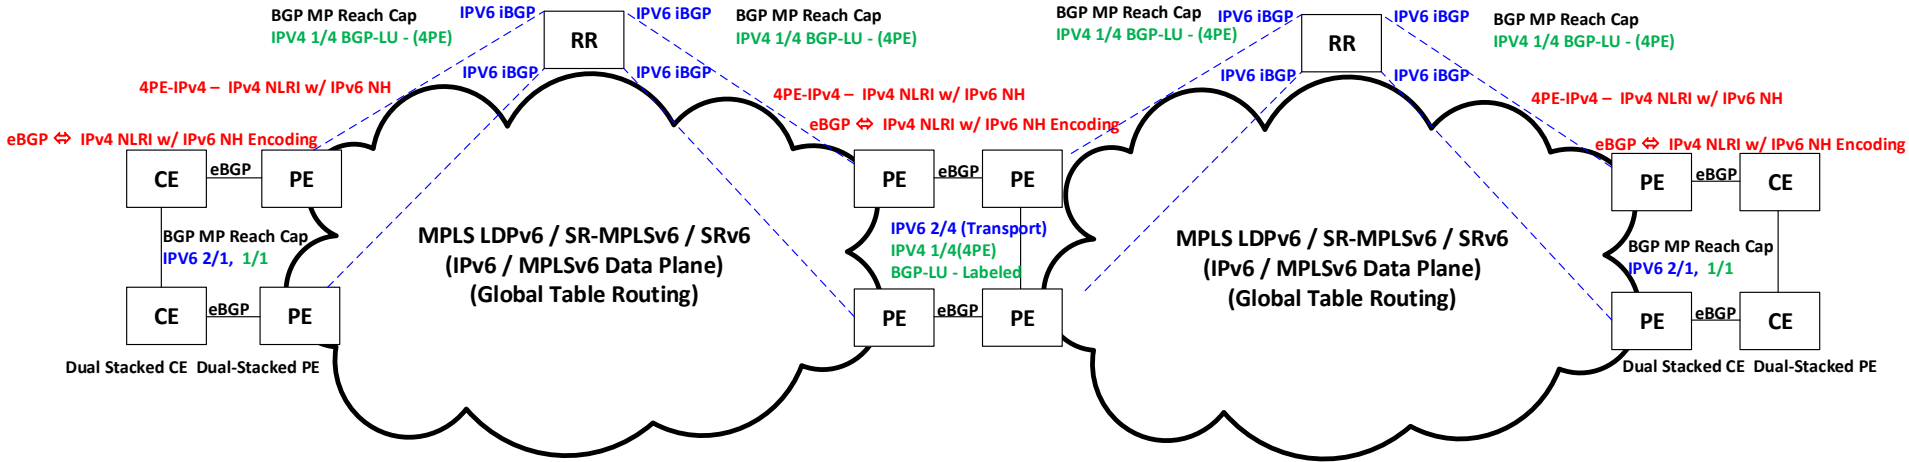 BGP MP Reach Cap
IPV4 1/4 BGP-LU - (4PE)
IPV6 iBGP
RR
IPV6 iBGP
BGP MP Reach Cap
IPV4 1/4 BGP-LU - (4PE)
IPV6 iBGP
IPV6 iBGP
4PE-IPv4 – IPv4 NLRI w/ IPv6 NH
eBGP ⇔ IPv4 NLRI w/ IPv6 NH Encoding
4PE-IPv4 – IPv4 NLRI w/ IPv6 NH
eBGP ⇔ IPv4 NLRI w/ IPv6 NH Encoding
CE
eBGP
PE
BGP MP Reach Cap
IPV6 2/1, 1/1
CE
eBGP
PE
Dual Stacked CE Dual-Stacked PE
MPLS LDPv6 / SR-MPLSv6 / SRv6
(IPv6 / MPLSv6 Data Plane)
(Global Table Routing)
PE
eBGP
PE
IPV6 2/4 (Transport)
IPV4 1/4(4PE)
BGP-LU - Labeled
PE
eBGP
PE
BGP MP Reach Cap
IPV4 1/4 BGP-LU - (4PE)
IPV6 iBGP
RR
IPV6 iBGP
BGP MP Reach Cap
IPV4 1/4 BGP-LU - (4PE)
IPV6 iBGP
IPV6 iBGP
4PE-IPv4 – IPv4 NLRI w/ IPv6 NH
eBGP ⇔ IPv4 NLRI w/ IPv6 NH Encoding
MPLS LDPv6 / SR-MPLSv6 / SRv6
(IPv6 / MPLSv6 Data Plane)
(Global Table Routing)
PE
eBGP
CE
BGP MP Reach Cap
IPV6 2/1, 1/1
PE
eBGP
CE
Dual Stacked CE Dual-Stacked PE